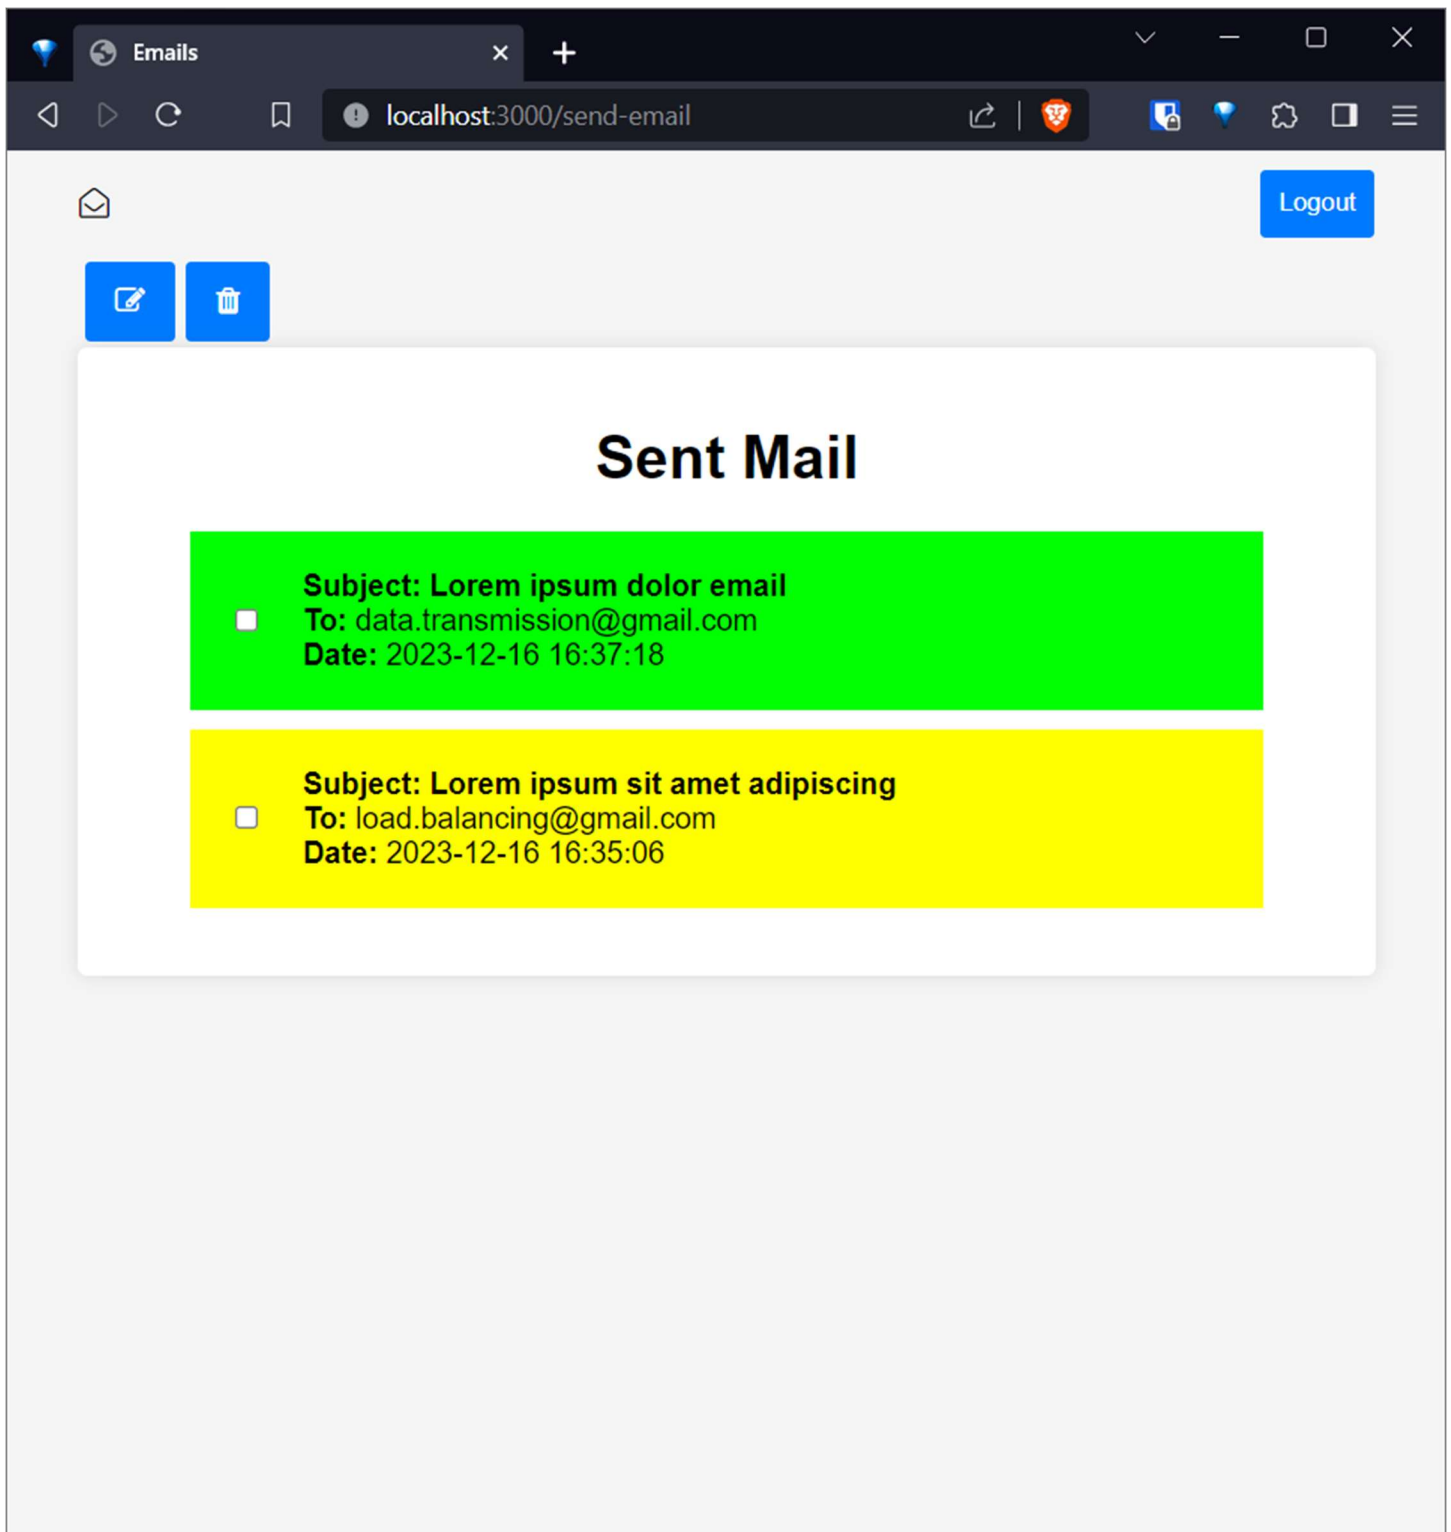 Emails
localhost:3000/send-email
Logout
Sent Mail
Subject: Lorem ipsum dolor email
To: data.transmission@gmail.com
Date: 2023-12-16 16:37:18
Subject: Lorem ipsum sit amet adipiscing
To: load.balancing@gmail.com
Date: 2023-12-16 16:35:06